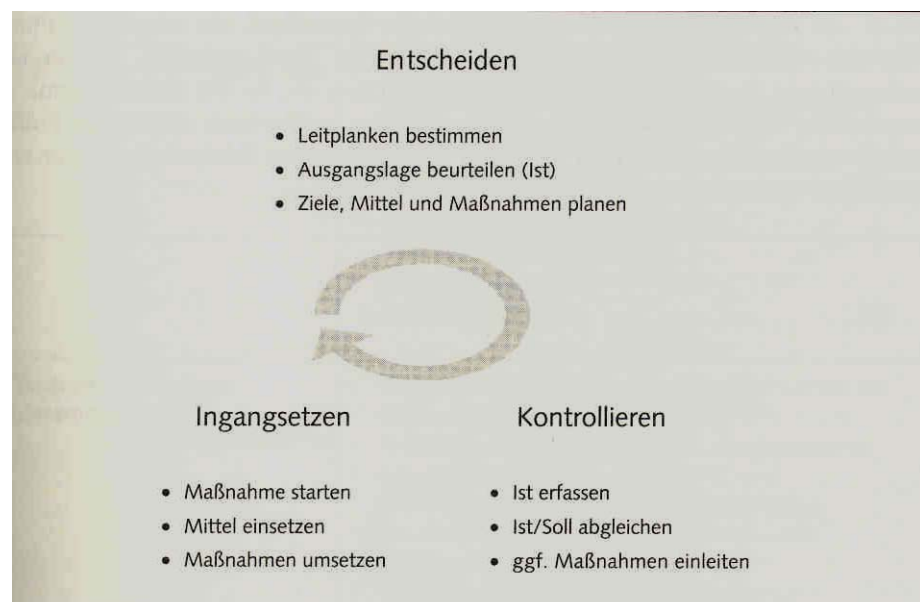 Entscheiden
• Leitplanken bestimmen
• Ausgangslage beurteilen (Ist)
• Ziele, Mittel und Maßnahmen planen
Ingangsetzen
• Maßnahme starten
• Mittel einsetzen
• Maßnahmen umsetzen
Kontrollieren
• Ist erfassen
• Ist/Soll abgleichen
• ggf. Maßnahmen einleiten